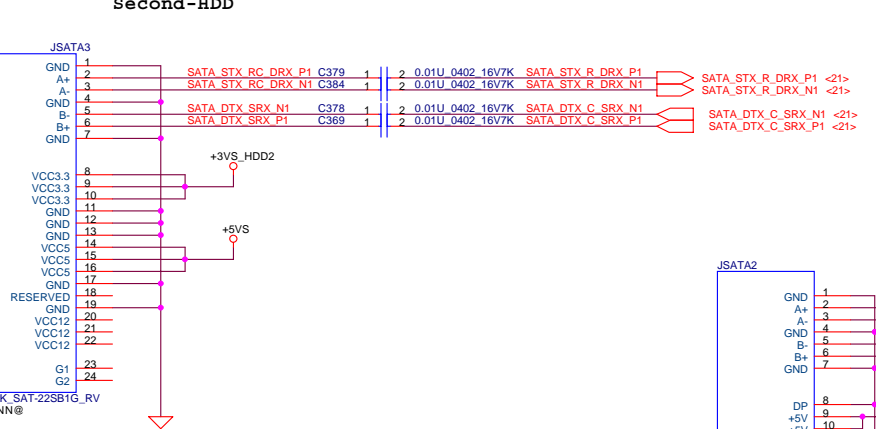 Second-HDD
JSATA3
GND 1
A+ 2 SATA_STX_RC_DRX_P1 C379 1 2 0.01U_0402_16V7K SATA_STX_R_DRX_P1 SATA_STX_R_DRX_P1 <21>
A- 3 SATA_STX_RC_DRX_N1 C384 1 2 0.01U_0402_16V7K SATA_STX_R_DRX_N1 SATA_STX_R_DRX_N1 <21>
GND 4
B- 5 SATA_DTX_SRX_N1 C378 1 2 0.01U_0402_16V7K SATA_DTX_C_SRX_N1 SATA_DTX_C_SRX_N1 <21>
B+ 6 SATA_DTX_SRX_P1 C369 1 2 0.01U_0402_16V7K SATA_DTX_C_SRX_P1 SATA_DTX_C_SRX_P1 <21>
GND 7
+3VS_HDD2
VCC3.3 8
VCC3.3 9
VCC3.3 10
GND 11
GND 12
GND 13
+5VS
VCC5 14
VCC5 15
VCC5 16
GND 17
RESERVED 18
GND 19
VCC12 20
VCC12 21
VCC12 22
G1 23
G2 24
K_SAT-22SB1G_RV
NN@
JSATA2
GND 1
A+ 2
A- 3
GND 4
B- 5
B+ 6
GND 7
DP 8
+5V 9
+5V 10